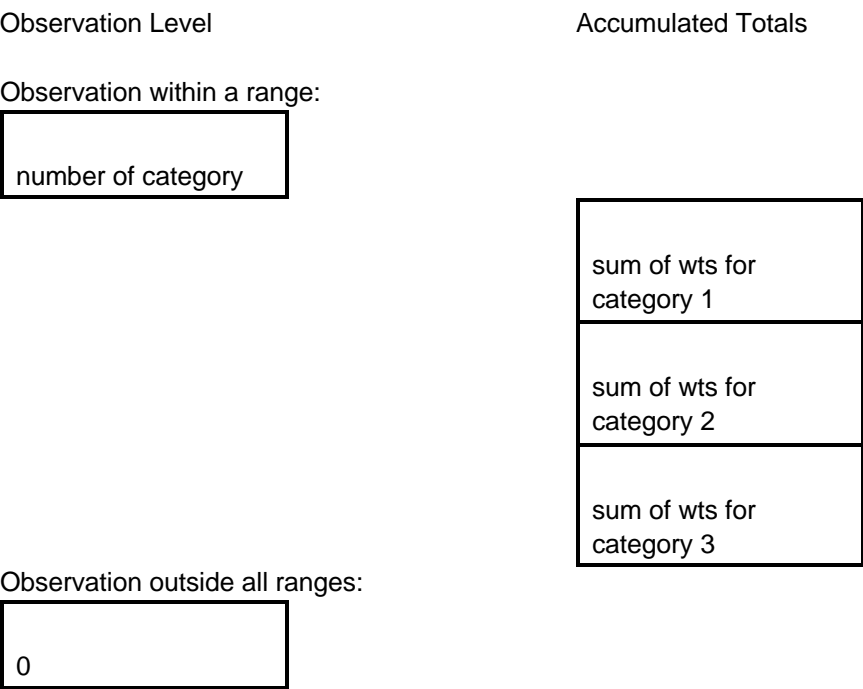 Observation Level
Accumulated Totals
Observation within a range:
number of category
sum of wts for
category 1
sum of wts for
category 2
sum of wts for
category 3
Observation outside all ranges:
0